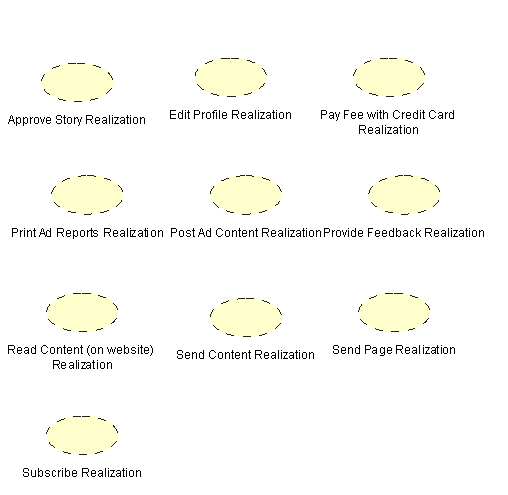 Approve Story Realization
Edit Profile Realization
Pay Fee with Credit Card
Realization
Print Ad Reports Realization
Post Ad Content Realization
Provide Feedback Realization
Read Content (on website)
Realization
Send Content Realization
Send Page Realization
Subscribe Realization